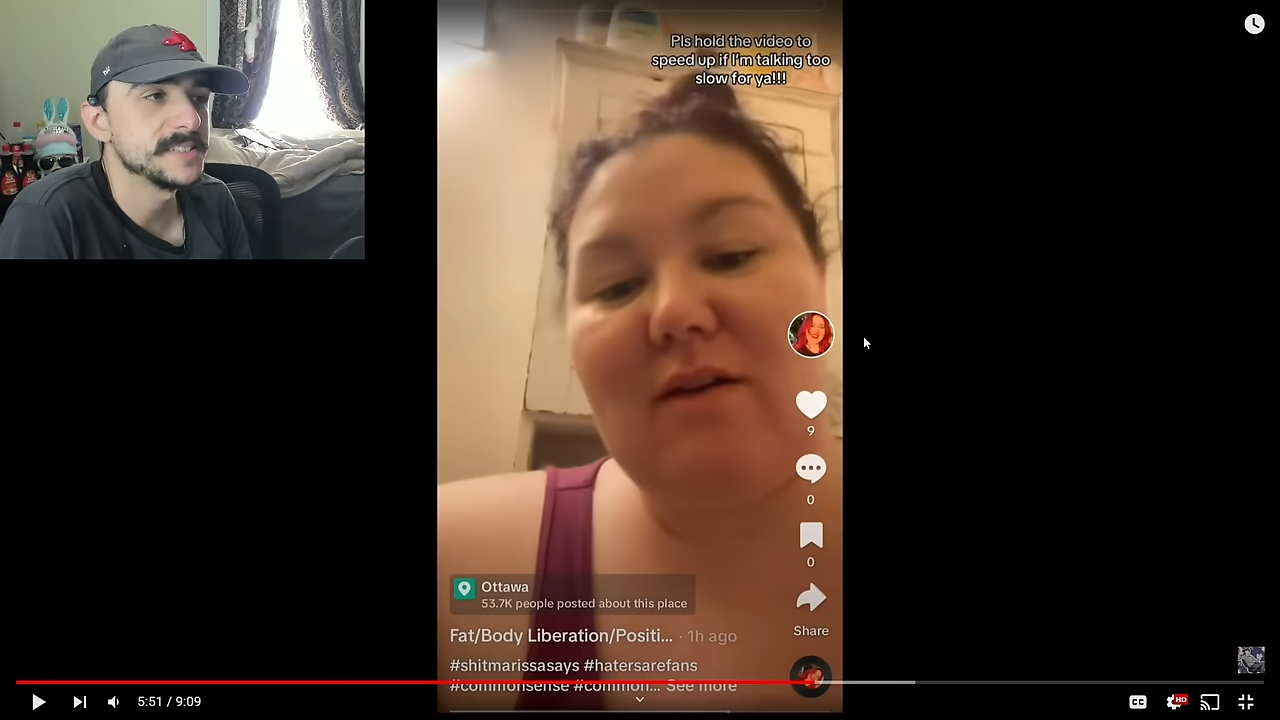 Pls hold the video to
speed up if I'm talking too
slow for ya!!!
9
0
0
Ottawa
53.7K people posted about this place
Share
Fat/Body Liberation/Positi... · 1h ago
#shitmarissasays #hatersarefans
#commonsense #common... See more
5:51 / 9:09
CC
HD